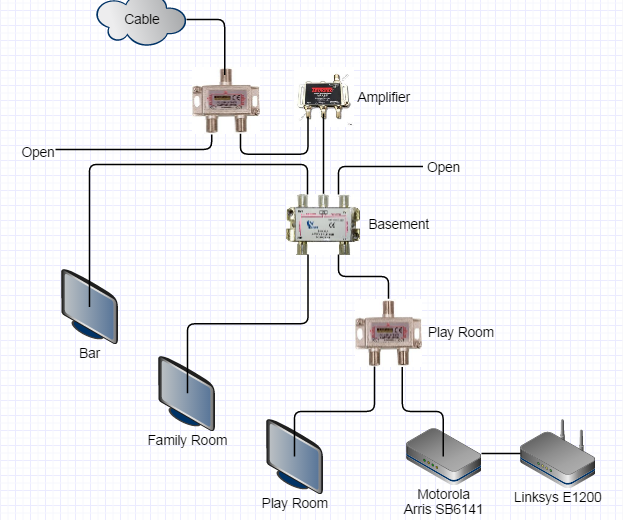 Cable
Amplifier
Open
Open
Basement
Play Room
Bar
Family Room
Play Room
Motorola
Arris SB6141
Linksys E1200